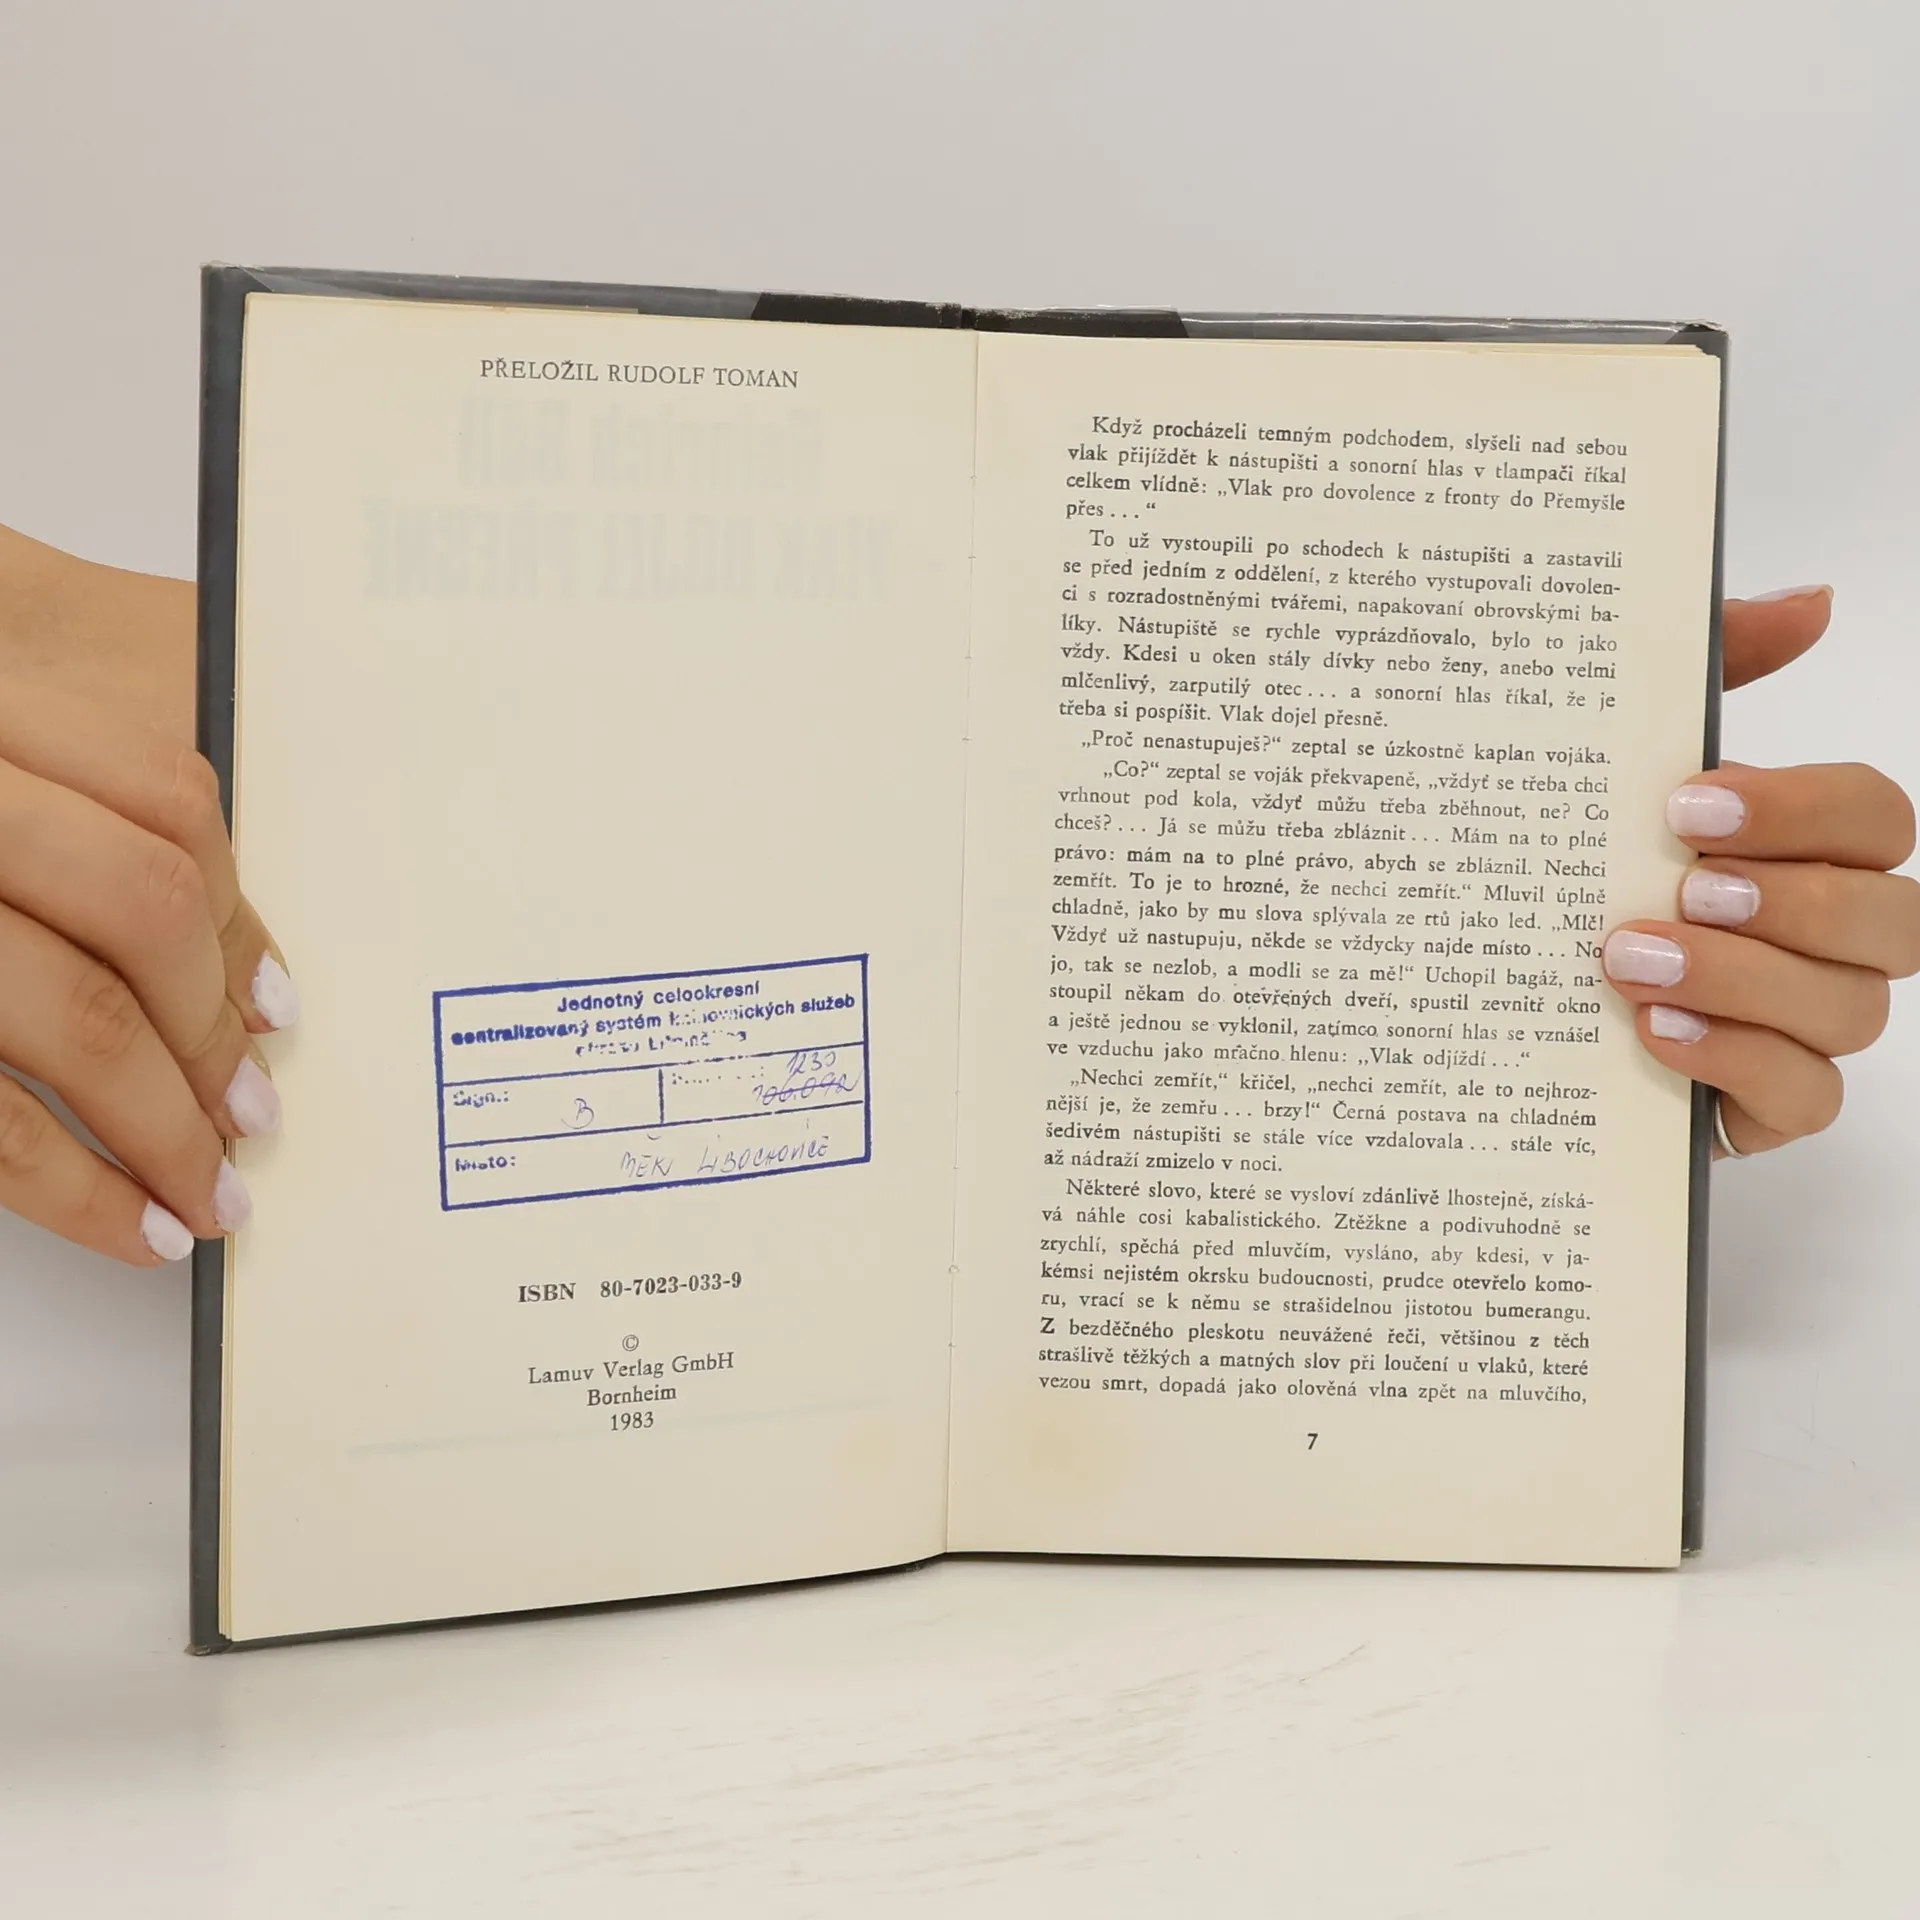 PŘELOŽIL RUDOLF TOMAN
Jednotný celookresní
centralizovaný systém knihovnických služeb
Sign.:
B
1230
Místo:
MĚK LIBOCHOVICE
ISBN 80-7023-033-9
©
Lamuv Verlag GmbH
Bornheim
1983
Když procházeli temným podchodem, slyšeli nad sebou
vlak přijíždět k nástupišti a sonorní hlas v tlampači říkal
celkem vlídně: „Vlak pro dovolence z fronty do Přemyšle
přes . . . “
To už vystoupili po schodech k nástupišti a zastavili
se před jedním z oddělení, z kterého vystupovali dovolen-
ci s rozradostněnými tvářemi, napakovaní obrovskými ba-
líky. Nástupiště se rychle vyprázdňovalo, bylo to jako
vždy. Kdesi u oken stály dívky nebo ženy, anebo velmi
mlčenlivý, zarputilý otec . . . a sonorní hlas říkal, že je
třeba si pospíšit. Vlak dojel přesně.
„Proč nenastupuješ?“ zeptal se úzkostně kaplan vojáka.
„Co?“ zeptal se voják překvapeně, „vždyť se třeba chci
vrhnout pod kola, vždyť můžu třeba zběhnout, ne? Co
chceš? . . . Já se můžu třeba zbláznit . . . Mám na to plné
právo: mám na to plné právo, abych se zbláznil. Nechci
zemřít. To je to hrozné, že nechci zemřít.“ Mluvil úplně
chladně, jako by mu slova splývala ze rtů jako led. „Mlč!
Vždyť už nastupuju, někde se vždycky najde místo . . . No
jo, tak se nezlob, a modli se za mě!“ Uchopil bagáž, na-
stoupil někam do otevřených dveří, spustil zevnitř okno
a ještě jednou se vyklonil, zatímco sonorní hlas se vznášel
ve vzduchu jako mračno hlenu: „Vlak odjíždí . . .“
„Nechci zemřít,“ křičel, „nechci zemřít, ale to nejhroz-
nější je, že zemřu . . . brzy!“ Černá postava na chladném
šedivém nástupišti se stále více vzdalovala . . . stále víc,
až nádraží zmizelo v noci.
Některé slovo, které se vysloví zdánlivě lhostejně, získá-
vá náhle cosi kabalistického. Ztěžkne a podivuhodně se
zrychlí, spěchá před mluvčím, vysláno, aby kdesi, v ja-
kémsi nejistém okrsku budoucnosti, prudce otevřelo komo-
ru, vrací se k němu se strašidelnou jistotou bumerangu.
Z bezděčného pleskotu neuvážené řeči, většinou z těch
strašlivě těžkých a matných slov při loučení u vlaků, které
vezou smrt, dopadá jako olověná vlna zpět na mluvčího,
7